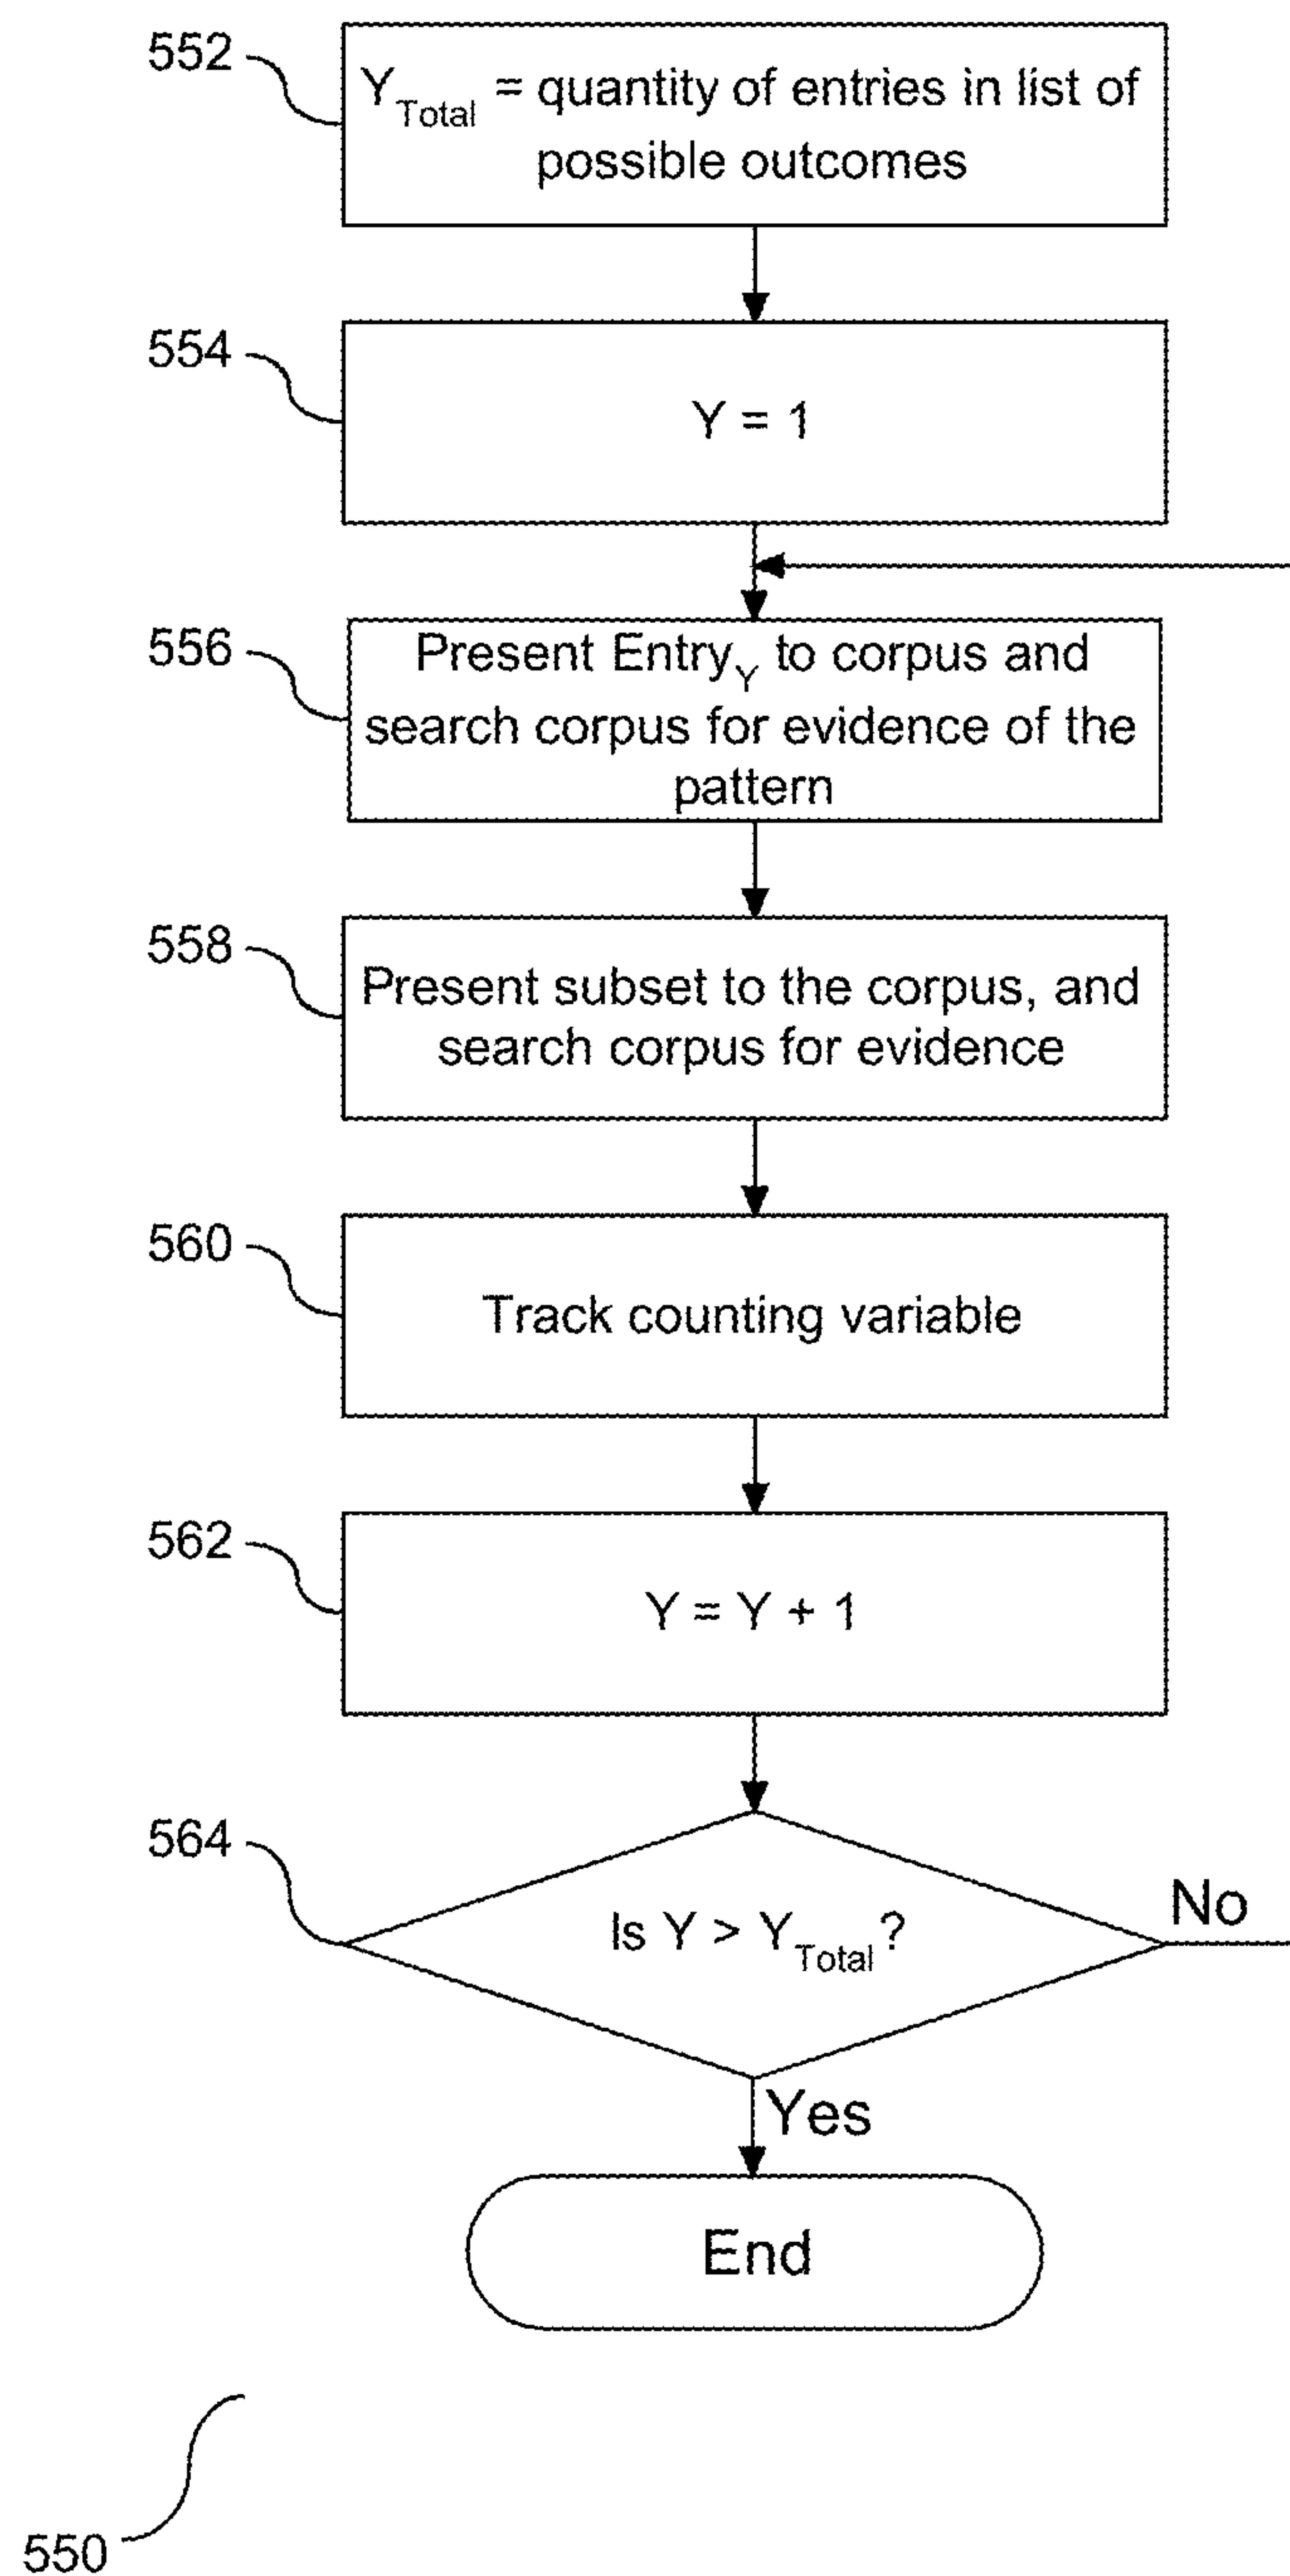 552
Y_Total = quantity of entries in list of
possible outcomes
554
Y = 1
556
Present Entry_Y to corpus and
search corpus for evidence of the
pattern
558
Present subset to the corpus, and
search corpus for evidence
560
Track counting variable
562
Y = Y + 1
564
Is Y > Y_Total ?
No
Yes
End
550